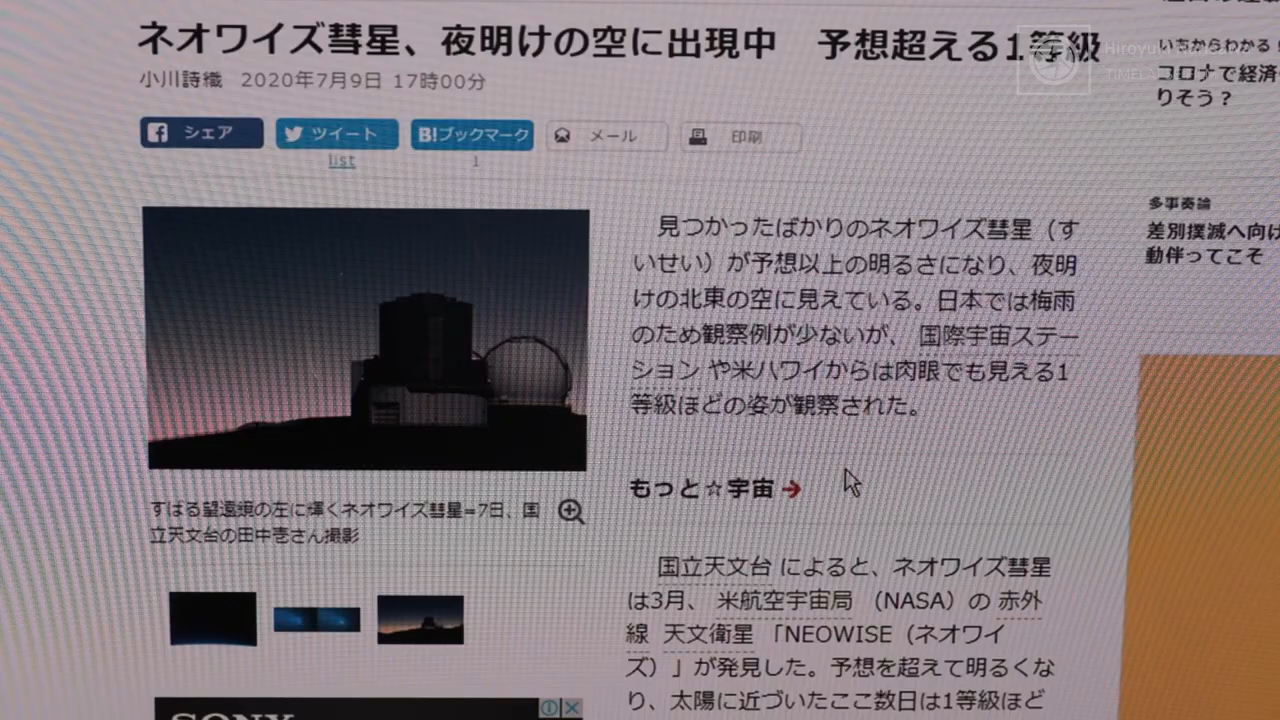 ネオワイズ彗星、夜明けの空に出現中　予想超える1等級
小川詩織 2020年7月9日 17時00分
シェア
ツイート
B!ブックマーク
メール
印刷
list
1
見つかったばかりのネオワイズ彗星（す
いせい）が予想以上の明るさになり、夜明
けの北東の空に見えている。日本では梅雨
のため観察例が少ないが、 国際宇宙ステー
ション や米ハワイからは肉眼でも見える1
等級ほどの姿が観察された。
すばる望遠鏡の左に輝くネオワイズ彗星=7日、国
立天文台の田中壱さん撮影
もっと☆宇宙
国立天文台 によると、ネオワイズ彗星
は3月、 米航空宇宙局 （NASA）の 赤外
線 天文衛星 「NEOWISE（ネオワイ
ズ）」が発見した。予想を超えて明るくな
り、太陽に近づいたここ数日は1等級ほど
SONY
いちからわかる！
コロナで経済
りそう？
多事奏論
差別撲滅へ向け
動伴ってこそ